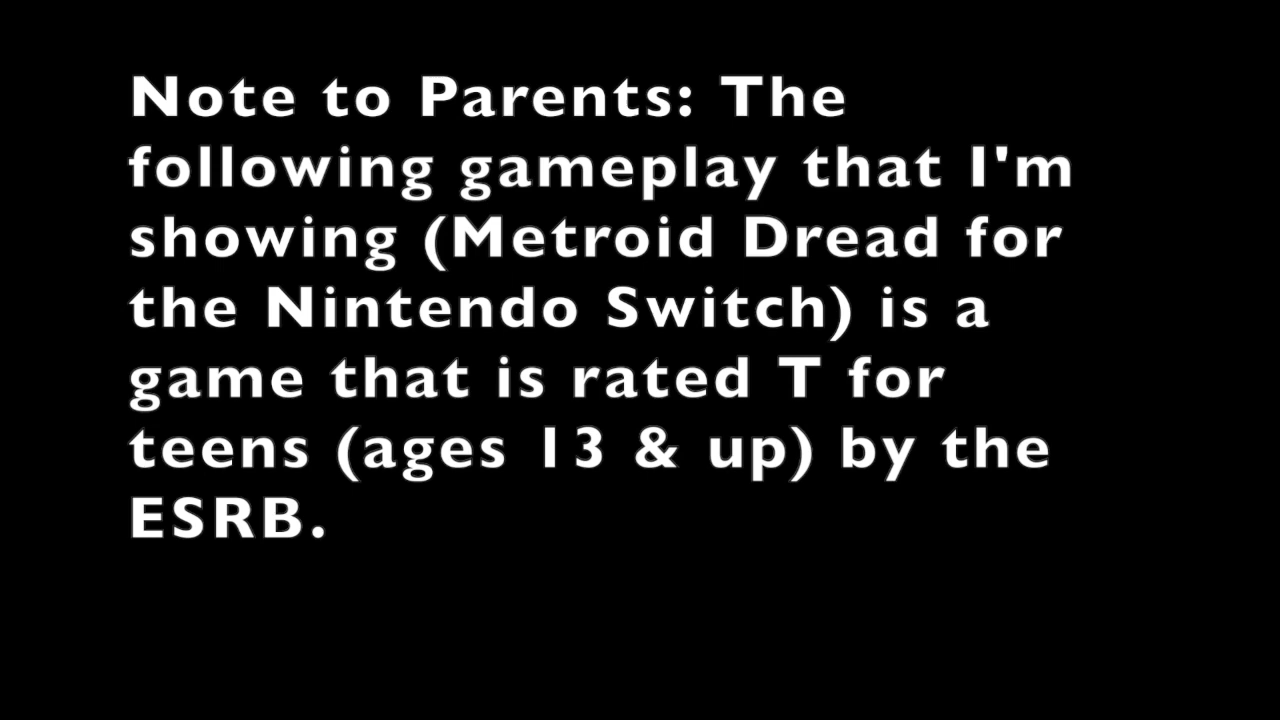 Note to Parents: The
following gameplay that I'm
showing (Metroid Dread for
the Nintendo Switch) is a
game that is rated T for
teens (ages 13 & up) by the
ESRB.